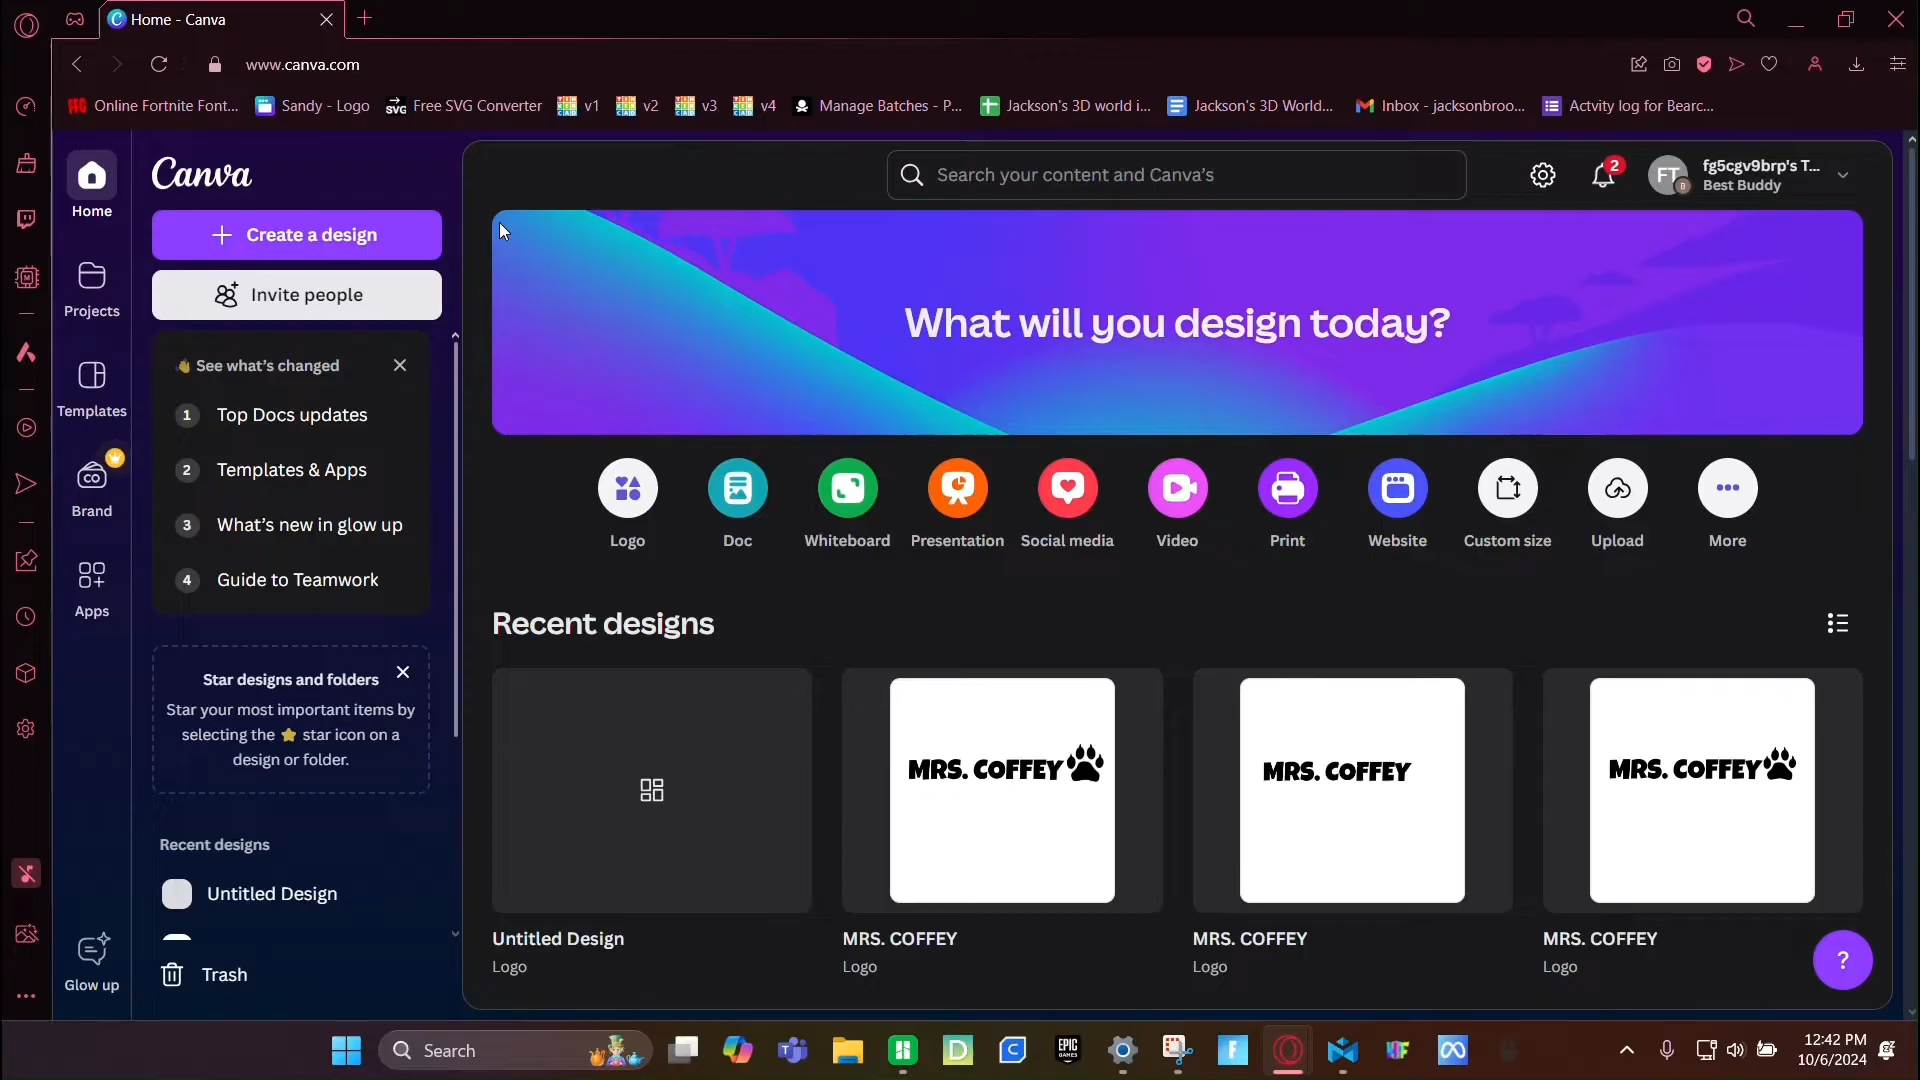 Home - Canva
www.canva.com
Online Fortnite Font...
Sandy - Logo
SVG
Free SVG Converter
v1
v2
v3
v4
Manage Batches - P...
Jackson's 3D world i...
Jackson's 3D World...
Inbox - jacksonbroo...
Actvity log for Bearc...
Home
Projects
Templates
Brand
Apps
Glow up
Canva
Create a design
Invite people
See what's changed
1 Top Docs updates
2 Templates & Apps
3 What's new in glow up
4 Guide to Teamwork
Star designs and folders
Star your most important items by
selecting the star icon on a
design or folder.
Recent designs
Untitled Design
Trash
Search your content and Canva's
2
FT
B
fg5cgv9brp's T...
Best Buddy
What will you design today?
Logo
Doc
Whiteboard
Presentation
Social media
Video
Print
Website
Custom size
Upload
More
Recent designs
MRS. COFFEY
MRS. COFFEY
MRS. COFFEY
Untitled Design
Logo
MRS. COFFEY
Logo
MRS. COFFEY
Logo
MRS. COFFEY
Logo
?
Search
EPIC
GAMES
12:42 PM
10/6/2024